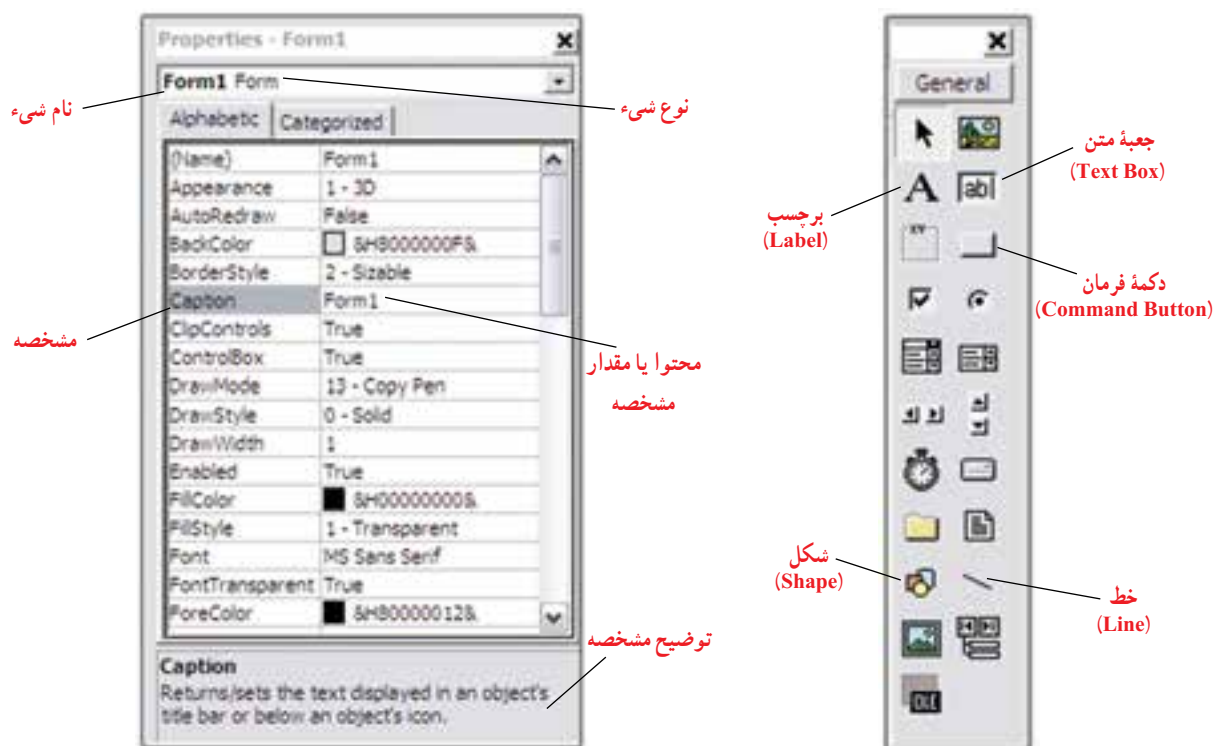 Properties - Form1
Form1 Form
Alphabetic Categorized
(Name) Form1
Appearance 1 - 3D
AutoRedraw False
BackColor &H8000000F&
BorderStyle 2 - Sizable
Caption Form1
ClipControls True
ControlBox True
DrawMode 13 - Copy Pen
DrawStyle 0 - Solid
DrawWidth 1
Enabled True
FillColor &H00000000&
FillStyle 1 - Transparent
Font MS Sans Serif
FontTransparent True
ForeColor &H80000012&
Caption
Returns/sets the text displayed in an object's
title bar or below an object's icon.
نام شیء
نوع شیء
مشخصه
محتوا یا مقدار
مشخصه
توضیح مشخصه
General
A
ab
XY
OLE
جعبهٔ متن
(Text Box)
برچسب
(Label)
دکمهٔ فرمان
(Command Button)
شکل
(Shape)
خط
(Line)